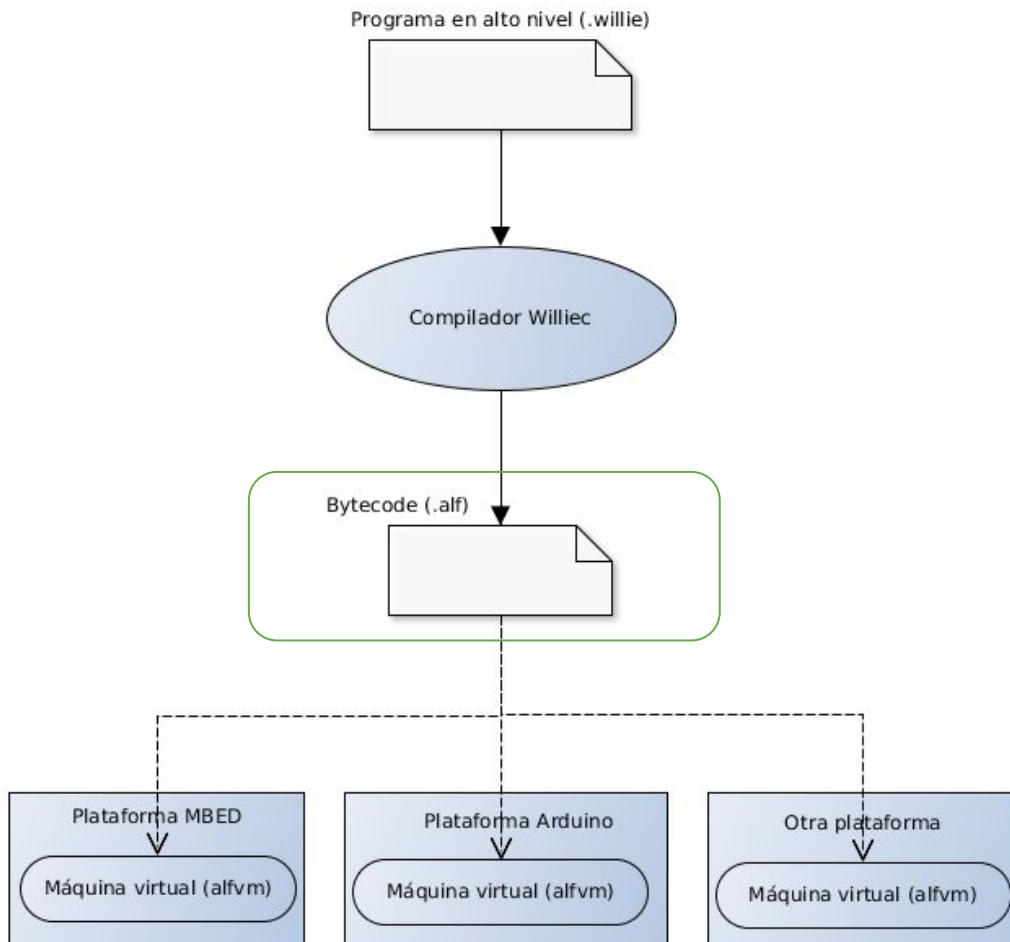 Programa en alto nivel (.willie)
Compilador Williec
Bytecode (.alf)
Plataforma MBED
Máquina virtual (alfvm)
Plataforma Arduino
Máquina virtual (alfvm)
Otra plataforma
Máquina virtual (alfvm)